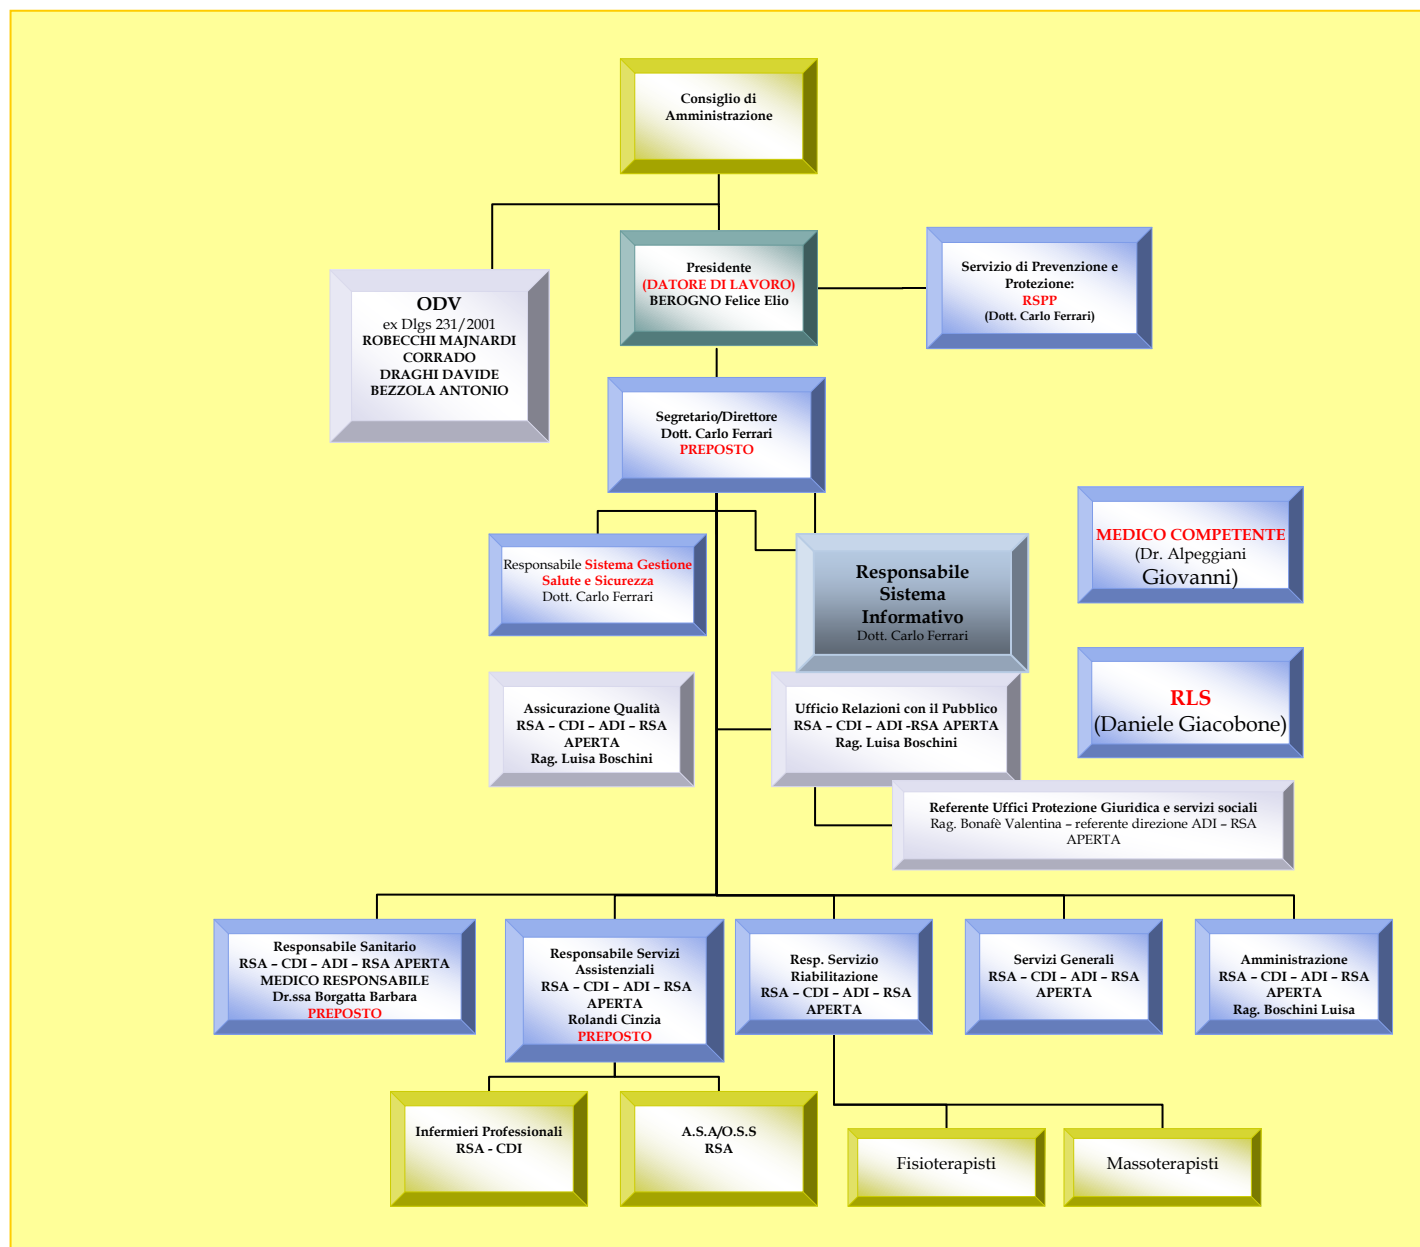 Consiglio di
Amministrazione
Presidente
(DATORE DI LAVORO)
BEROGNO Felice Elio
Servizio di Prevenzione e
Protezione:
RSPP
(Dott. Carlo Ferrari)
ODV
ex Dlgs 231/2001
ROBECCHI MAJNARDI
CORRADO
DRAGHI DAVIDE
BEZZOLA ANTONIO
Segretario/Direttore
Dott. Carlo Ferrari
PREPOSTO
Responsabile Sistema Gestione
Salute e Sicurezza
Dott. Carlo Ferrari
Responsabile
Sistema
Informativo
Dott. Carlo Ferrari
MEDICO COMPETENTE
(Dr. Alpeggiani
Giovanni)
RLS
(Daniele Giacobone)
Assicurazione Qualità
RSA – CDI – ADI – RSA
APERTA
Rag. Luisa Boschini
Ufficio Relazioni con il Pubblico
RSA – CDI – ADI -RSA APERTA
Rag. Luisa Boschini
Referente Uffici Protezione Giuridica e servizi sociali
Rag. Bonafè Valentina – referente direzione ADI – RSA
APERTA
Responsabile Sanitario
RSA – CDI – ADI – RSA APERTA
MEDICO RESPONSABILE
Dr.ssa Borgatta Barbara
PREPOSTO
Responsabile Servizi
Assistenziali
RSA – CDI – ADI – RSA
APERTA
Rolandi Cinzia
PREPOSTO
Resp. Servizio
Riabilitazione
RSA – CDI – ADI – RSA
APERTA
Servizi Generali
RSA – CDI – ADI – RSA
APERTA
Amministrazione
RSA – CDI – ADI – RSA
APERTA
Rag. Boschini Luisa
Infermieri Professionali
RSA - CDI
A.S.A/O.S.S
RSA
Fisioterapisti
Massoterapisti